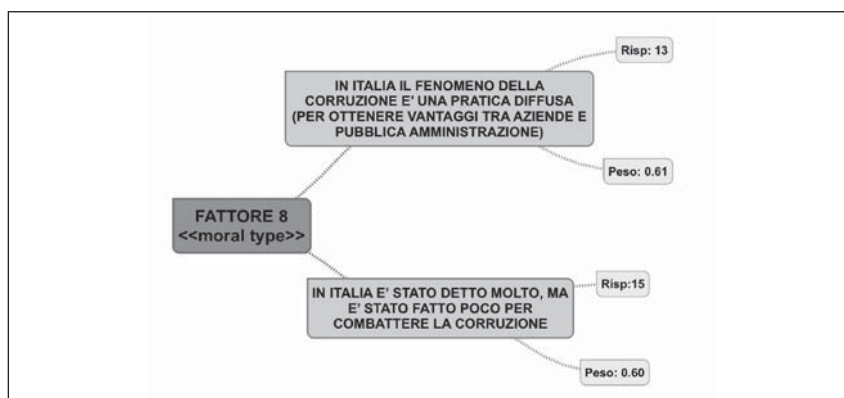 Risp: 13
IN ITALIA IL FENOMENO DELLA
CORRUZIONE E' UNA PRATICA DIFFUSA
(PER OTTENERE VANTAGGI TRA AZIENDE E
PUBBLICA AMMINISTRAZIONE)
Peso: 0.61
FATTORE 8
<<moral type>>
IN ITALIA E' STATO DETTO MOLTO, MA
E' STATO FATTO POCO PER
COMBATTERE LA CORRUZIONE
Risp:15
Peso: 0.60